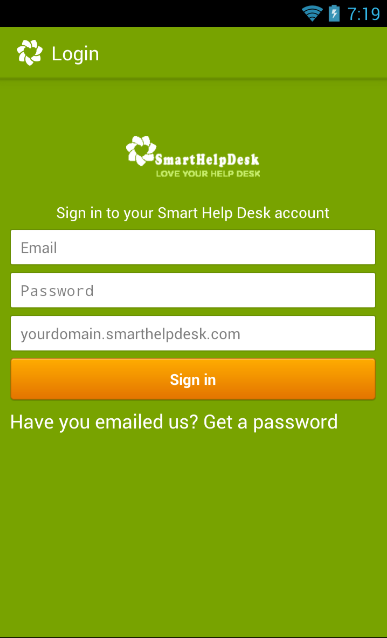 7:19
Login
SmartHelpDesk
LOVE YOUR HELP DESK
Sign in to your Smart Help Desk account
Email
Password
yourdomain.smarthelpdesk.com
Sign in
Have you emailed us? Get a password